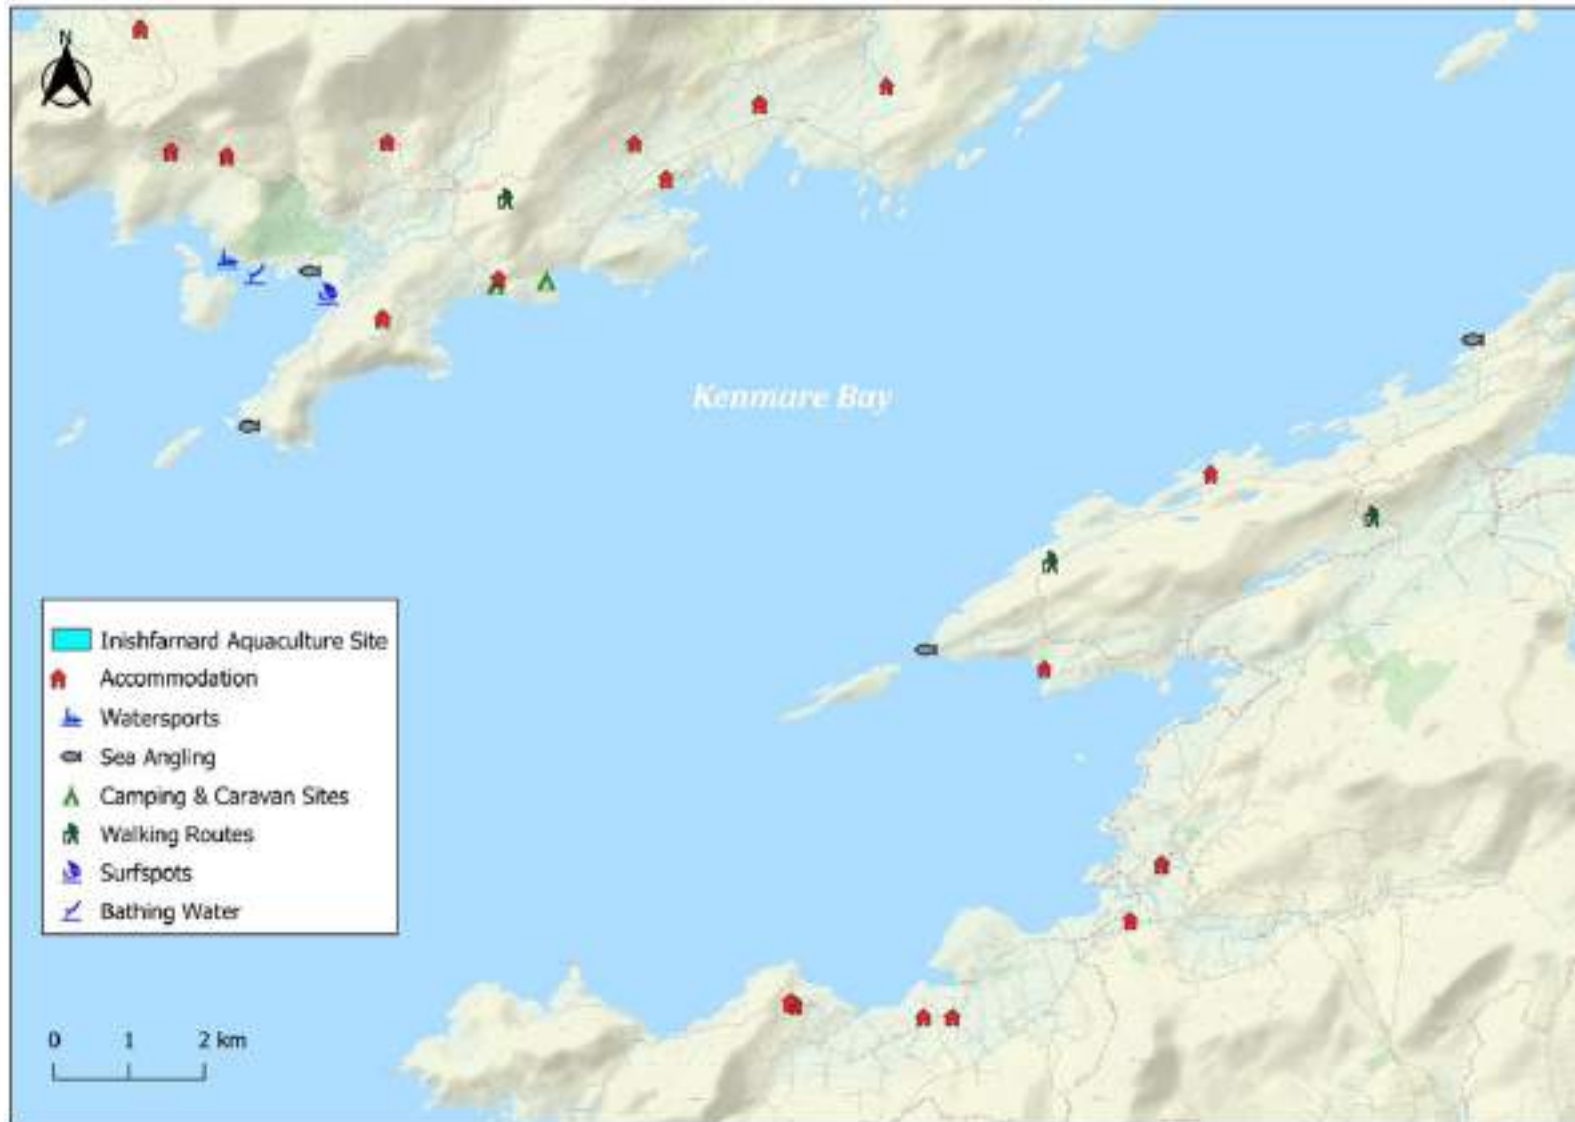 N
Kenmare Bay
Inishfarnard Aquaculture Site
Accommodation
Watersports
Sea Angling
Camping & Caravan Sites
Walking Routes
Surfspots
Bathing Water
0 1 2 km